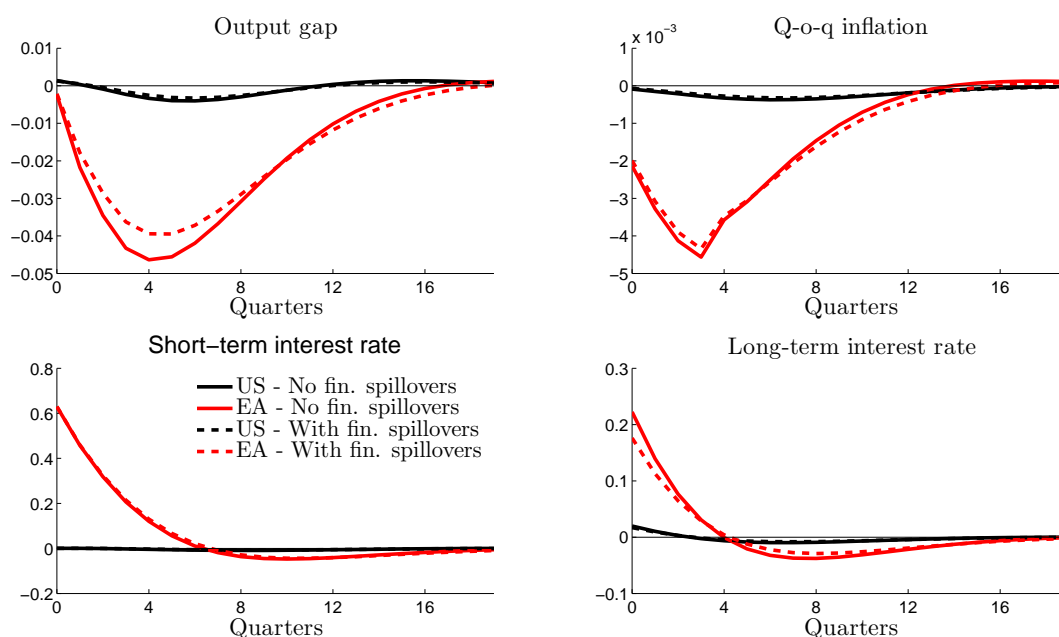 Output gap
0.01
0
−0.01
−0.02
−0.03
−0.04
−0.05
0 4 8 12 16
Quarters
Q-o-q inflation
x 10⁻³
1
0
−1
−2
−3
−4
−5
0 4 8 12 16
Quarters
Short−term interest rate
0.8
0.6
0.4
0.2
0
−0.2
US - No fin. spillovers
EA - No fin. spillovers
US - With fin. spillovers
EA - With fin. spillovers
0 4 8 12 16
Quarters
Long-term interest rate
0.3
0.2
0.1
0
−0.1
0 4 8 12 16
Quarters